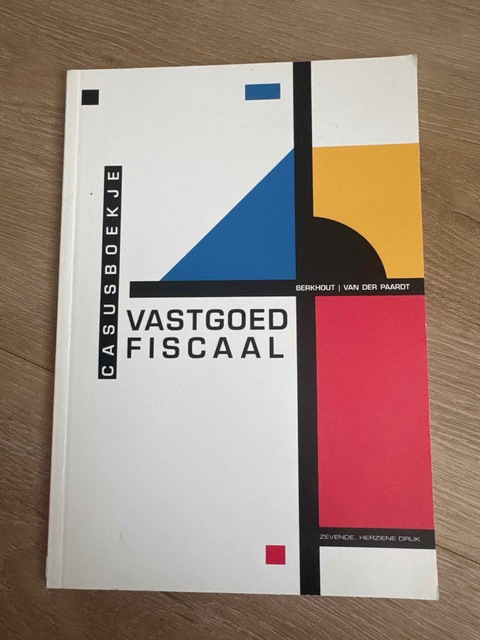 CASUSBOEKJE
BERKHOUT | VAN DER PAARDT
VASTGOED
FISCAAL
ZEVENDE, HERZIENE DRUK